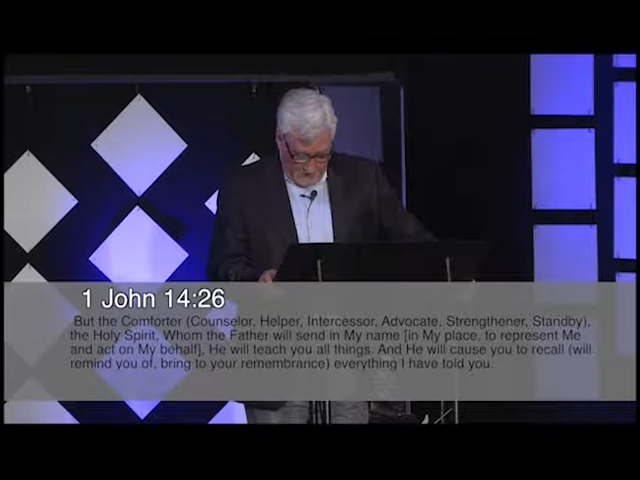 1 John 14:26
But the Comforter (Counselor, Helper, Intercessor, Advocate, Strengthener, Standby),
the Holy Spirit, Whom the Father will send in My name [in My place, to represent Me
and act on My behalf], He will teach you all things. And He will cause you to recall (will
remind you of, bring to your remembrance) everything I have told you.